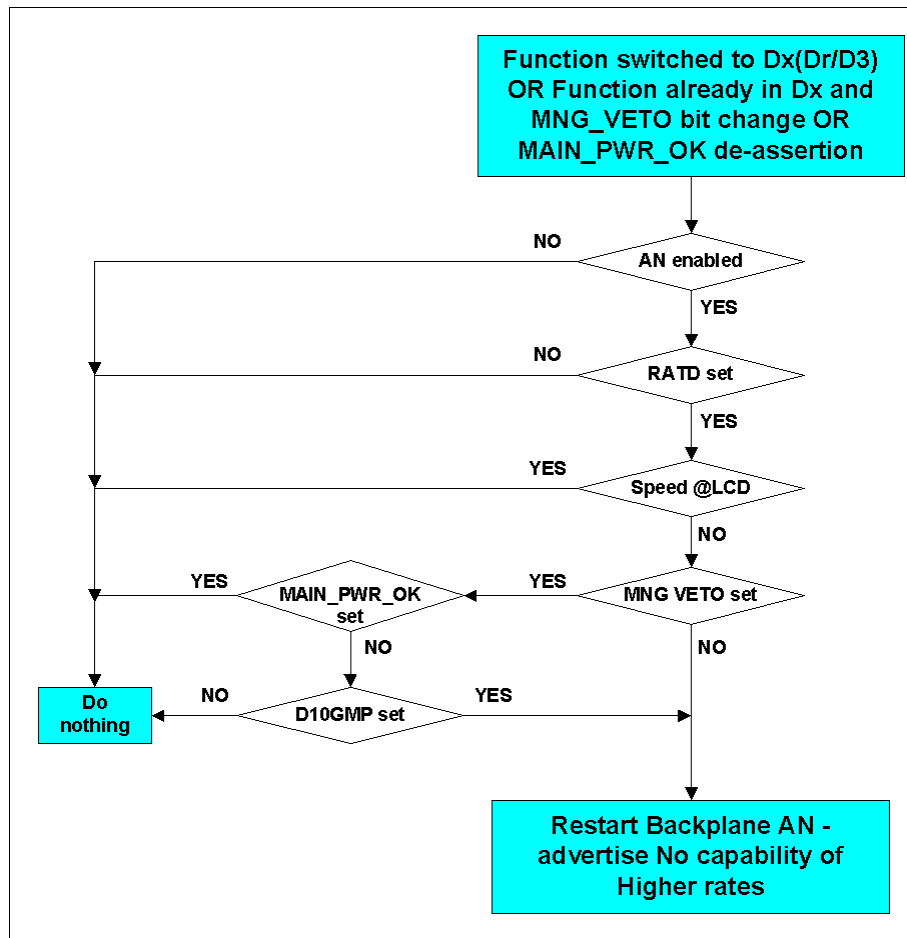 Function switched to Dx(Dr/D3)
OR Function already in Dx and
MNG_VETO bit change OR
MAIN_PWR_OK de-assertion
NO
AN enabled
YES
NO
RATD set
YES
YES
Speed @LCD
NO
YES
MAIN_PWR_OK
set
YES
MNG VETO set
NO
NO
Do
nothing
NO
D10GMP set
YES
Restart Backplane AN -
advertise No capability of
Higher rates